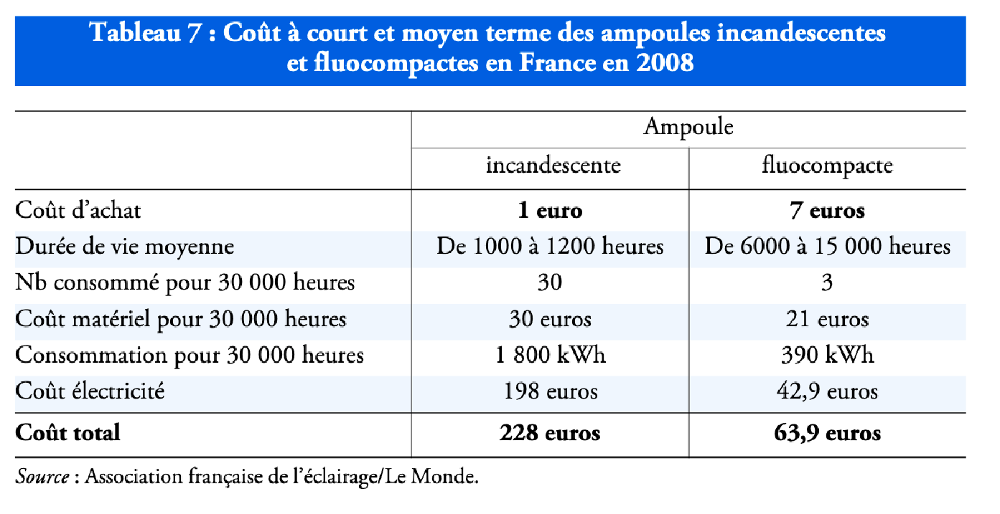 Tableau 7 : Coût à court et moyen terme des ampoules incandescentes
et fluocompactes en France en 2008
Ampoule
incandescente fluocompacte
Coût d’achat 1 euro 7 euros
Durée de vie moyenne De 1000 à 1200 heures De 6000 à 15 000 heures
Nb consommé pour 30 000 heures 30 3
Coût matériel pour 30 000 heures 30 euros 21 euros
Consommation pour 30 000 heures 1 800 kWh 390 kWh
Coût électricité 198 euros 42,9 euros
Coût total 228 euros 63,9 euros
Source : Association française de l’éclairage/Le Monde.